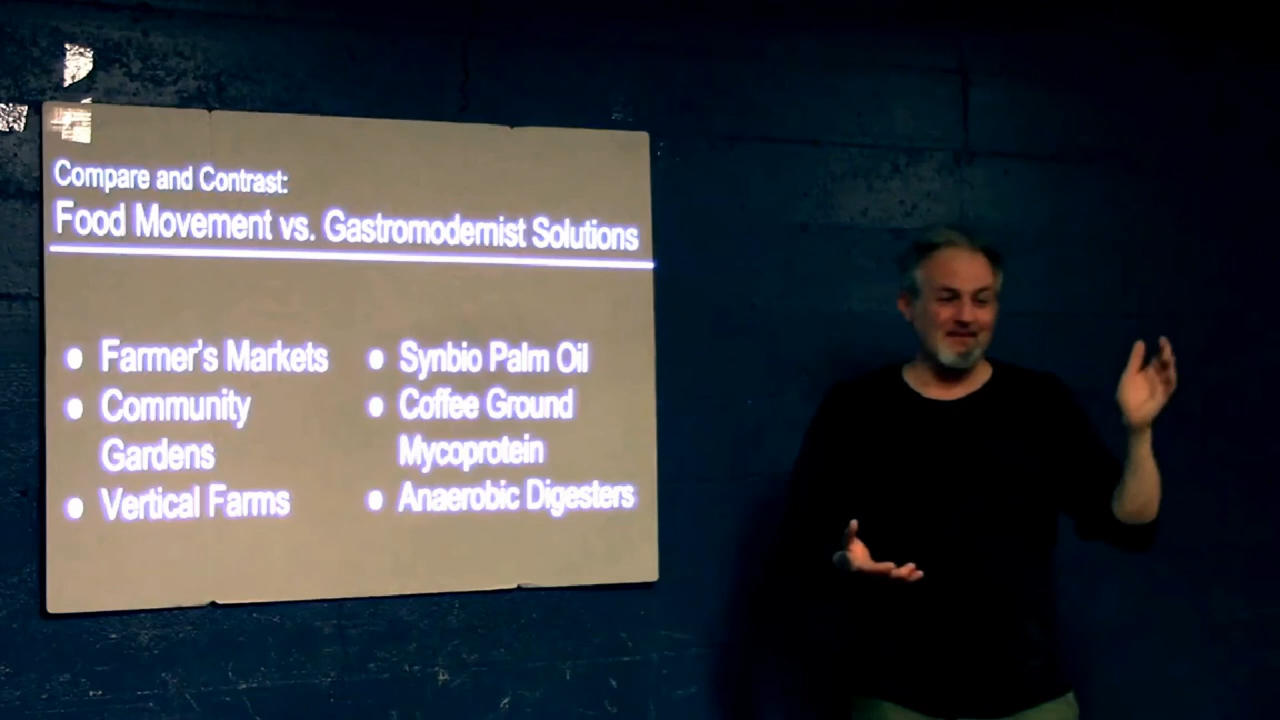 Compare and Contrast:
Food Movement vs. Gastromodernist Solutions
● Farmer's Markets
● Community
Gardens
● Vertical Farms
● Synbio Palm Oil
● Coffee Ground
Mycoprotein
● Anaerobic Digesters